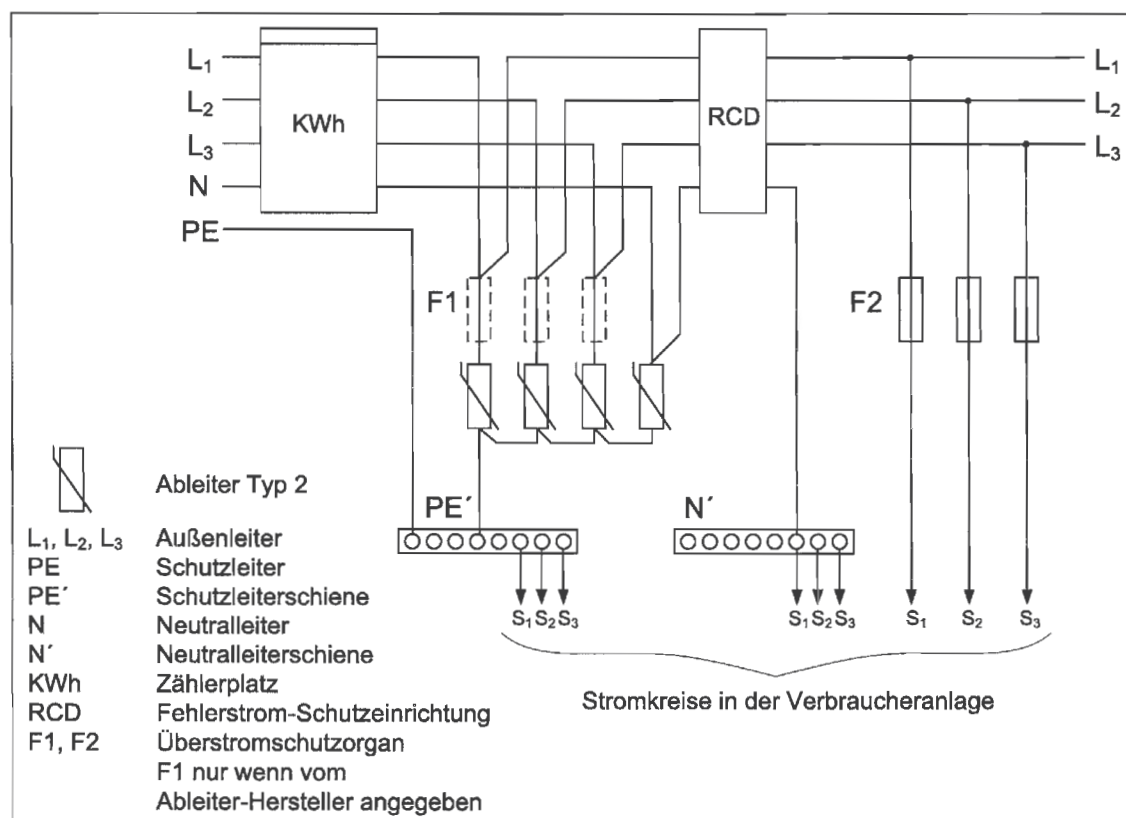 L₁
L₂
L₃
N
PE
KWh
RCD
L₁
L₂
L₃
F1
F2
PE´
N´
S₁ S₂ S₃
S₁ S₂ S₃
S₁ S₂ S₃
Stromkreise in der Verbraucheranlage
Ableiter Typ 2
L₁, L₂, L₃ Außenleiter
PE Schutzleiter
PE´ Schutzleiterschiene
N Neutralleiter
N´ Neutralleiterschiene
KWh Zählerplatz
RCD Fehlerstrom-Schutzeinrichtung
F1, F2 Überstromschutzorgan
F1 nur wenn vom
Ableiter-Hersteller angegeben